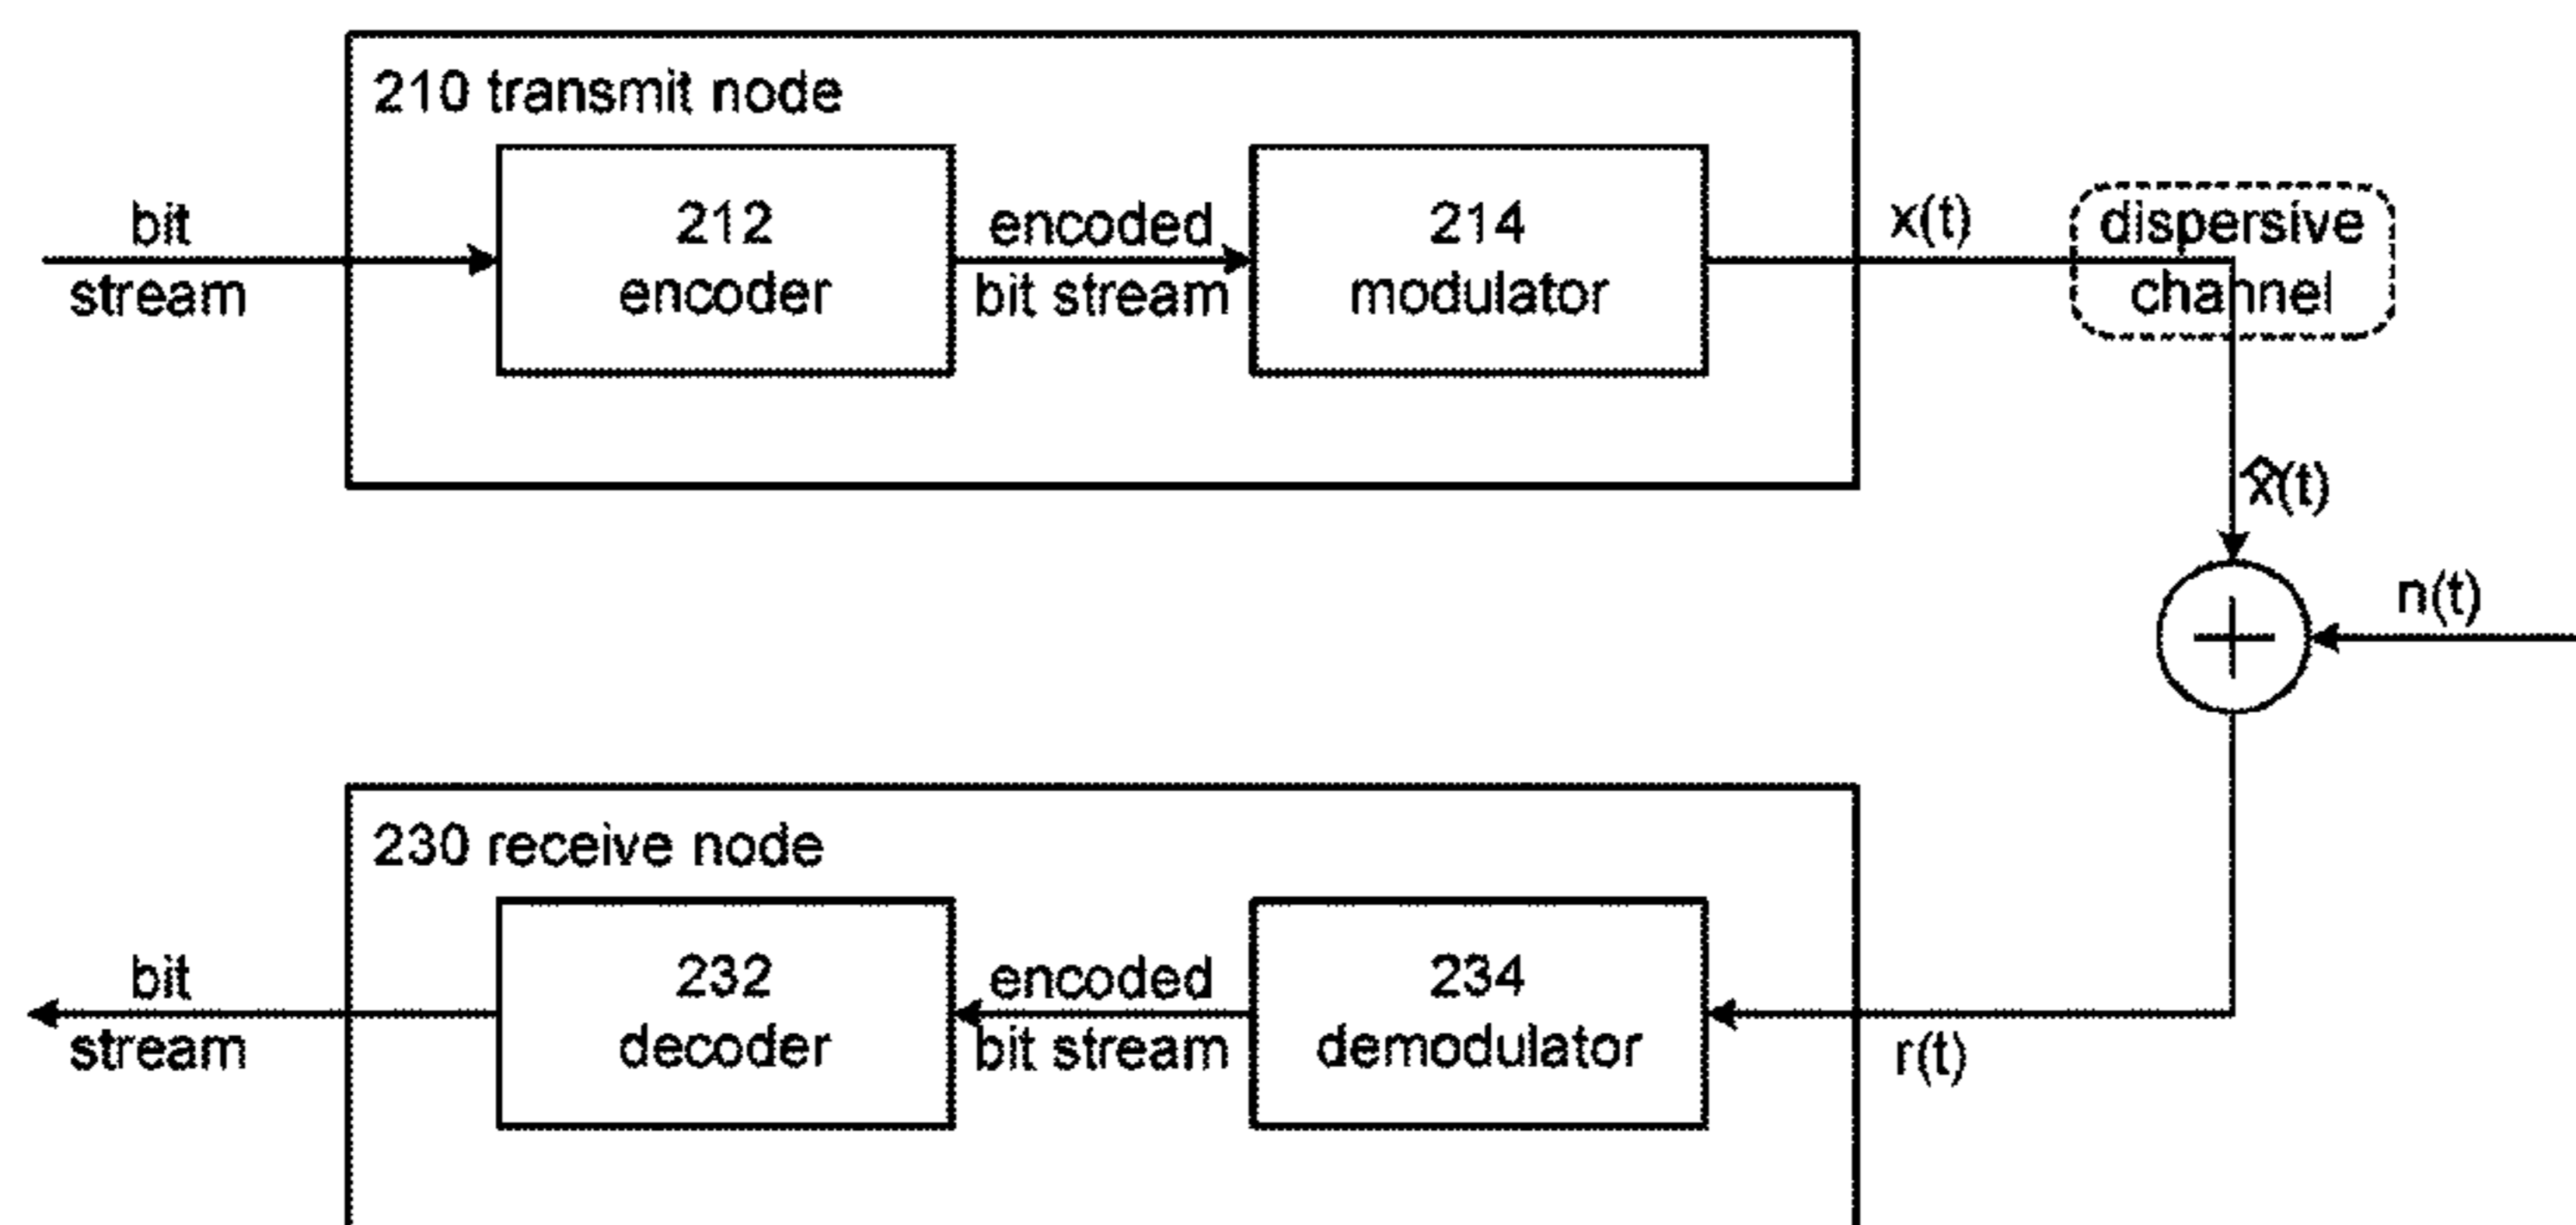 210 transmit node
bit
stream
212
encoder
encoded
bit stream
214
modulator
x(t)
dispersive
channel
x̂(t)
n(t)
230 receive node
bit
stream
232
decoder
encoded
bit stream
234
demodulator
r(t)